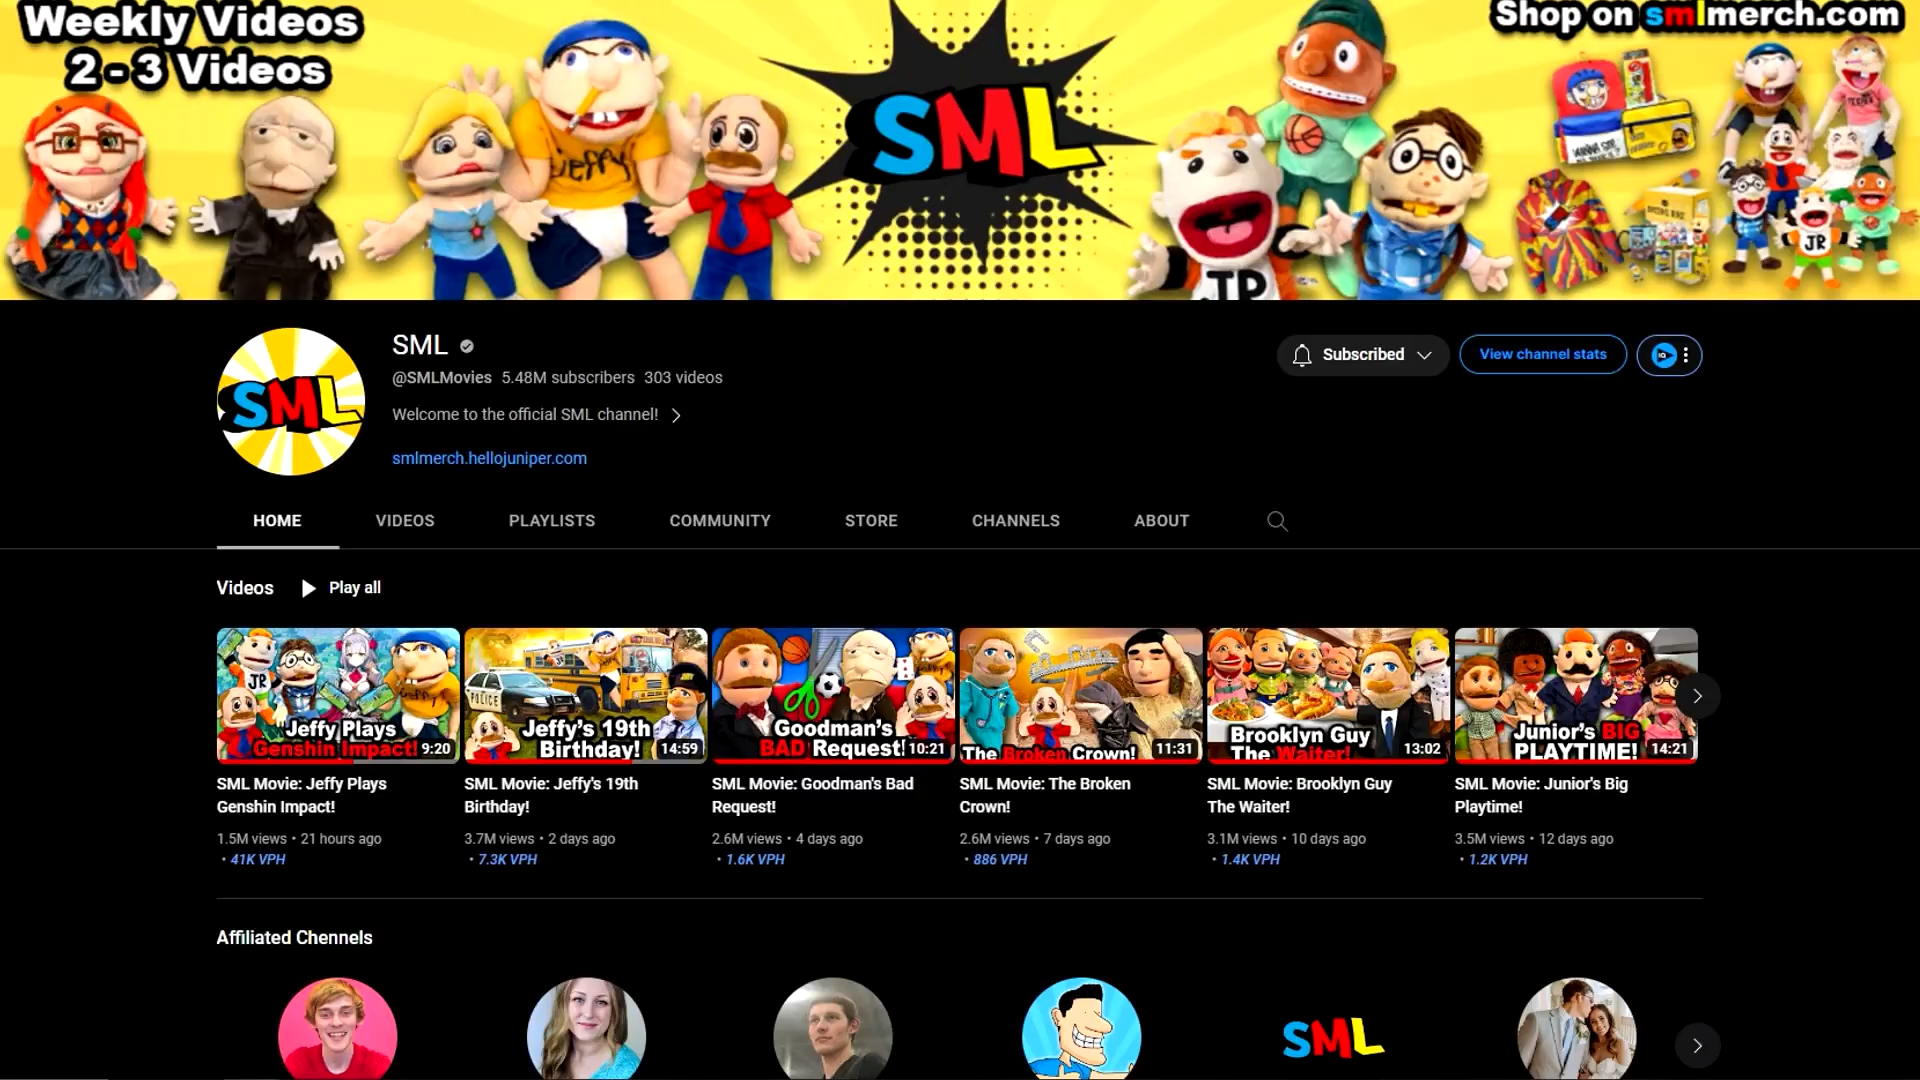 Weekly Videos
2-3 Videos
SML
Shop on smlmerch.com
Jeffy
JR
JR
SML
SML
@SMLMovies 5.48M subscribers 303 videos
Welcome to the official SML channel!
smlmerch.hellojuniper.com
Subscribed
View channel stats
HOME VIDEOS PLAYLISTS COMMUNITY STORE CHANNELS ABOUT
Videos Play all
JR
Jeffy Plays
Genshin Impact!
9:20
POLICE
Jeffy's 19th
Birthday!
14:59
Goodman's
BAD Request!
10:21
The Broken Crown!
11:31
Brooklyn Guy
The Waiter!
13:02
Junior's BIG
PLAYTIME!
14:21
SML Movie: Jeffy Plays
Genshin Impact!
1.5M views • 21 hours ago
• 41K VPH
SML Movie: Jeffy's 19th
Birthday!
3.7M views • 2 days ago
• 7.3K VPH
SML Movie: Goodman's Bad
Request!
2.6M views • 4 days ago
• 1.6K VPH
SML Movie: The Broken
Crown!
2.6M views • 7 days ago
• 886 VPH
SML Movie: Brooklyn Guy
The Waiter!
3.1M views • 10 days ago
• 1.4K VPH
SML Movie: Junior's Big
Playtime!
3.5M views • 12 days ago
• 1.2K VPH
Affiliated Chennels
SML